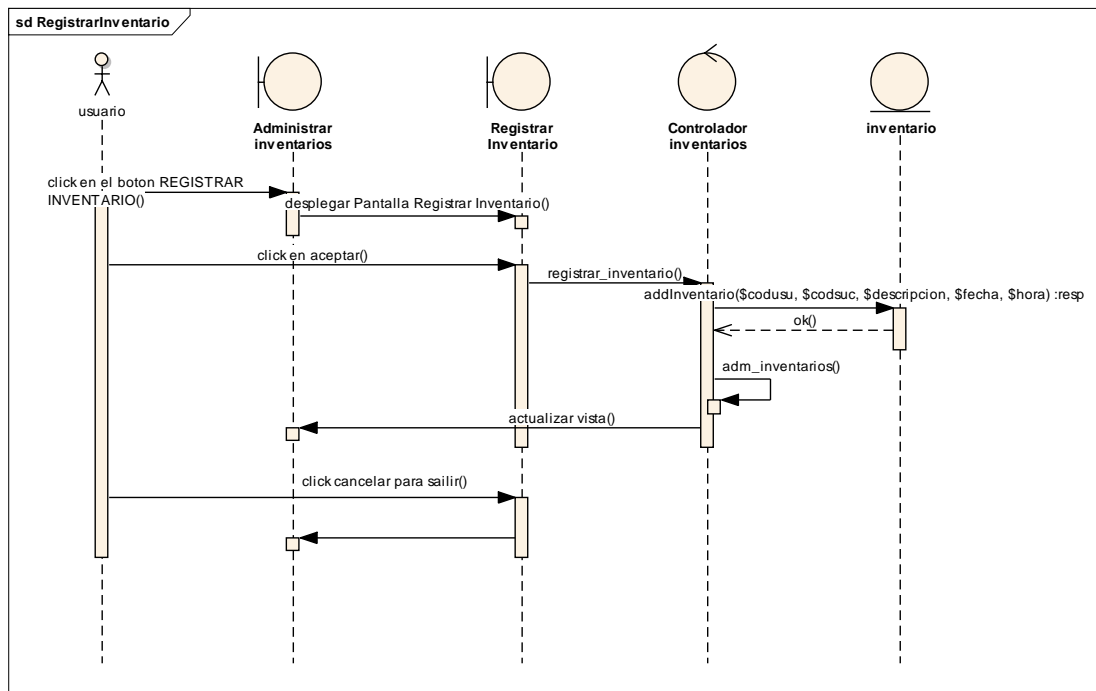 sd RegistrarInventario
usuario
Administrar
inventarios
Registrar
Inventario
Controlador
inventarios
inventario
click en el boton REGISTRAR
INVENTARIO()
desplegar Pantalla Registrar Inventario()
click en aceptar()
registrar_inventario()
addInventario($codusu, $codsuc, $descripcion, $fecha, $hora) :resp
ok()
adm_inventarios()
actualizar vista()
click cancelar para sailir()